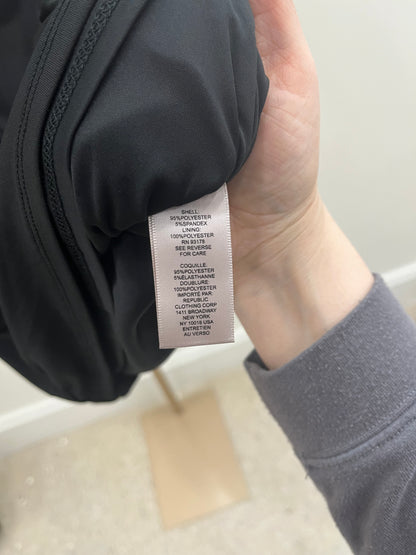 SHELL:
95%POLYESTER
5%SPANDEX
LINING:
100%POLYESTER
RN 93178
SEE REVERSE
FOR CARE
COQUILLE:
95%POLYESTER
5%ÉLASTHANNE
DOUBLURE:
100%POLYESTER
IMPORTÉ PAR:
REPUBLIC
CLOTHING CORP
1411 BROADWAY
NEW YORK
NY 10018 USA
ENTRETIEN
AU VERSO